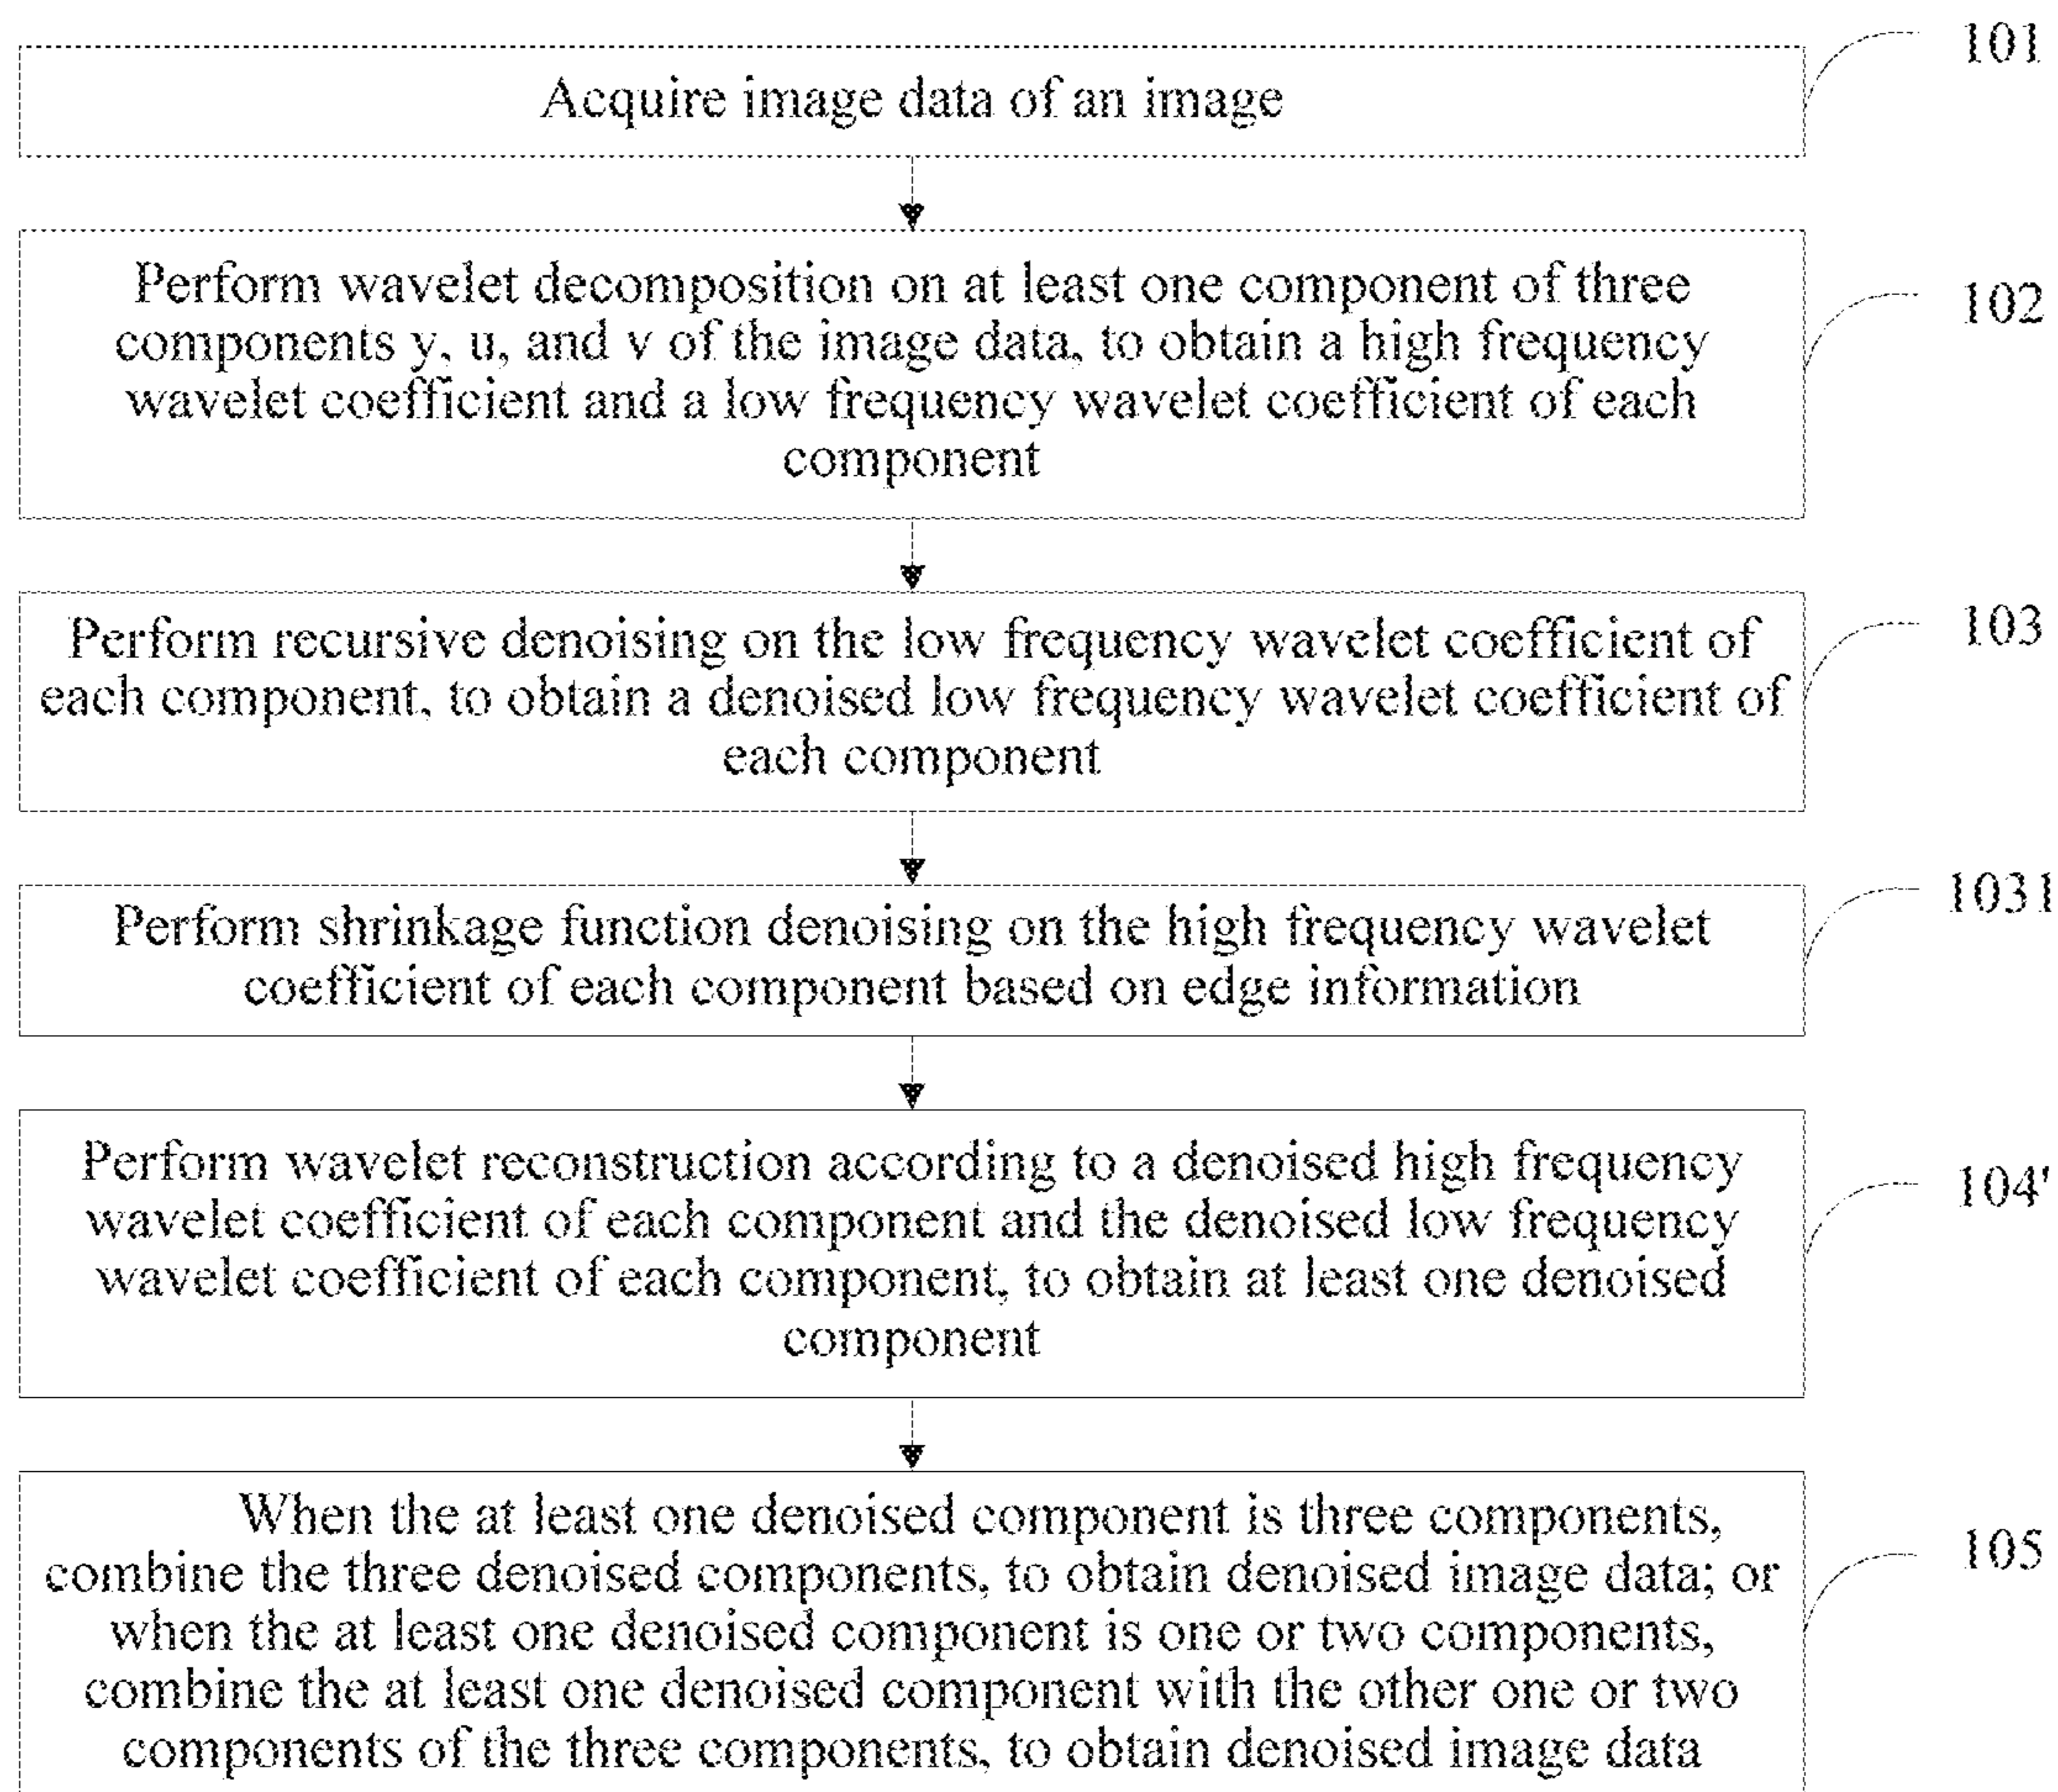 101
Acquire image data of an image
Perform wavelet decomposition on at least one component of three
components y, u, and v of the image data, to obtain a high frequency
wavelet coefficient and a low frequency wavelet coefficient of each
component
102
Perform recursive denoising on the low frequency wavelet coefficient of
each component, to obtain a denoised low frequency wavelet coefficient of
each component
103
Perform shrinkage function denoising on the high frequency wavelet
coefficient of each component based on edge information
1031
Perform wavelet reconstruction according to a denoised high frequency
wavelet coefficient of each component and the denoised low frequency
wavelet coefficient of each component, to obtain at least one denoised
component
104'
When the at least one denoised component is three components,
combine the three denoised components, to obtain denoised image data; or
when the at least one denoised component is one or two components,
combine the at least one denoised component with the other one or two
components of the three components, to obtain denoised image data
105